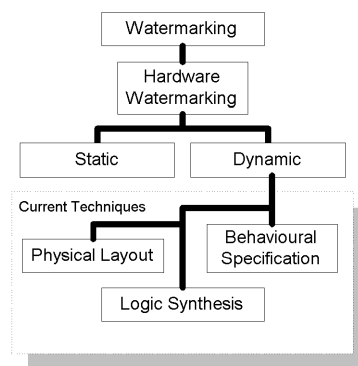 Watermarking
Hardware
Watermarking
Static
Dynamic
Current Techniques
Physical Layout
Behavioural
Specification
Logic Synthesis